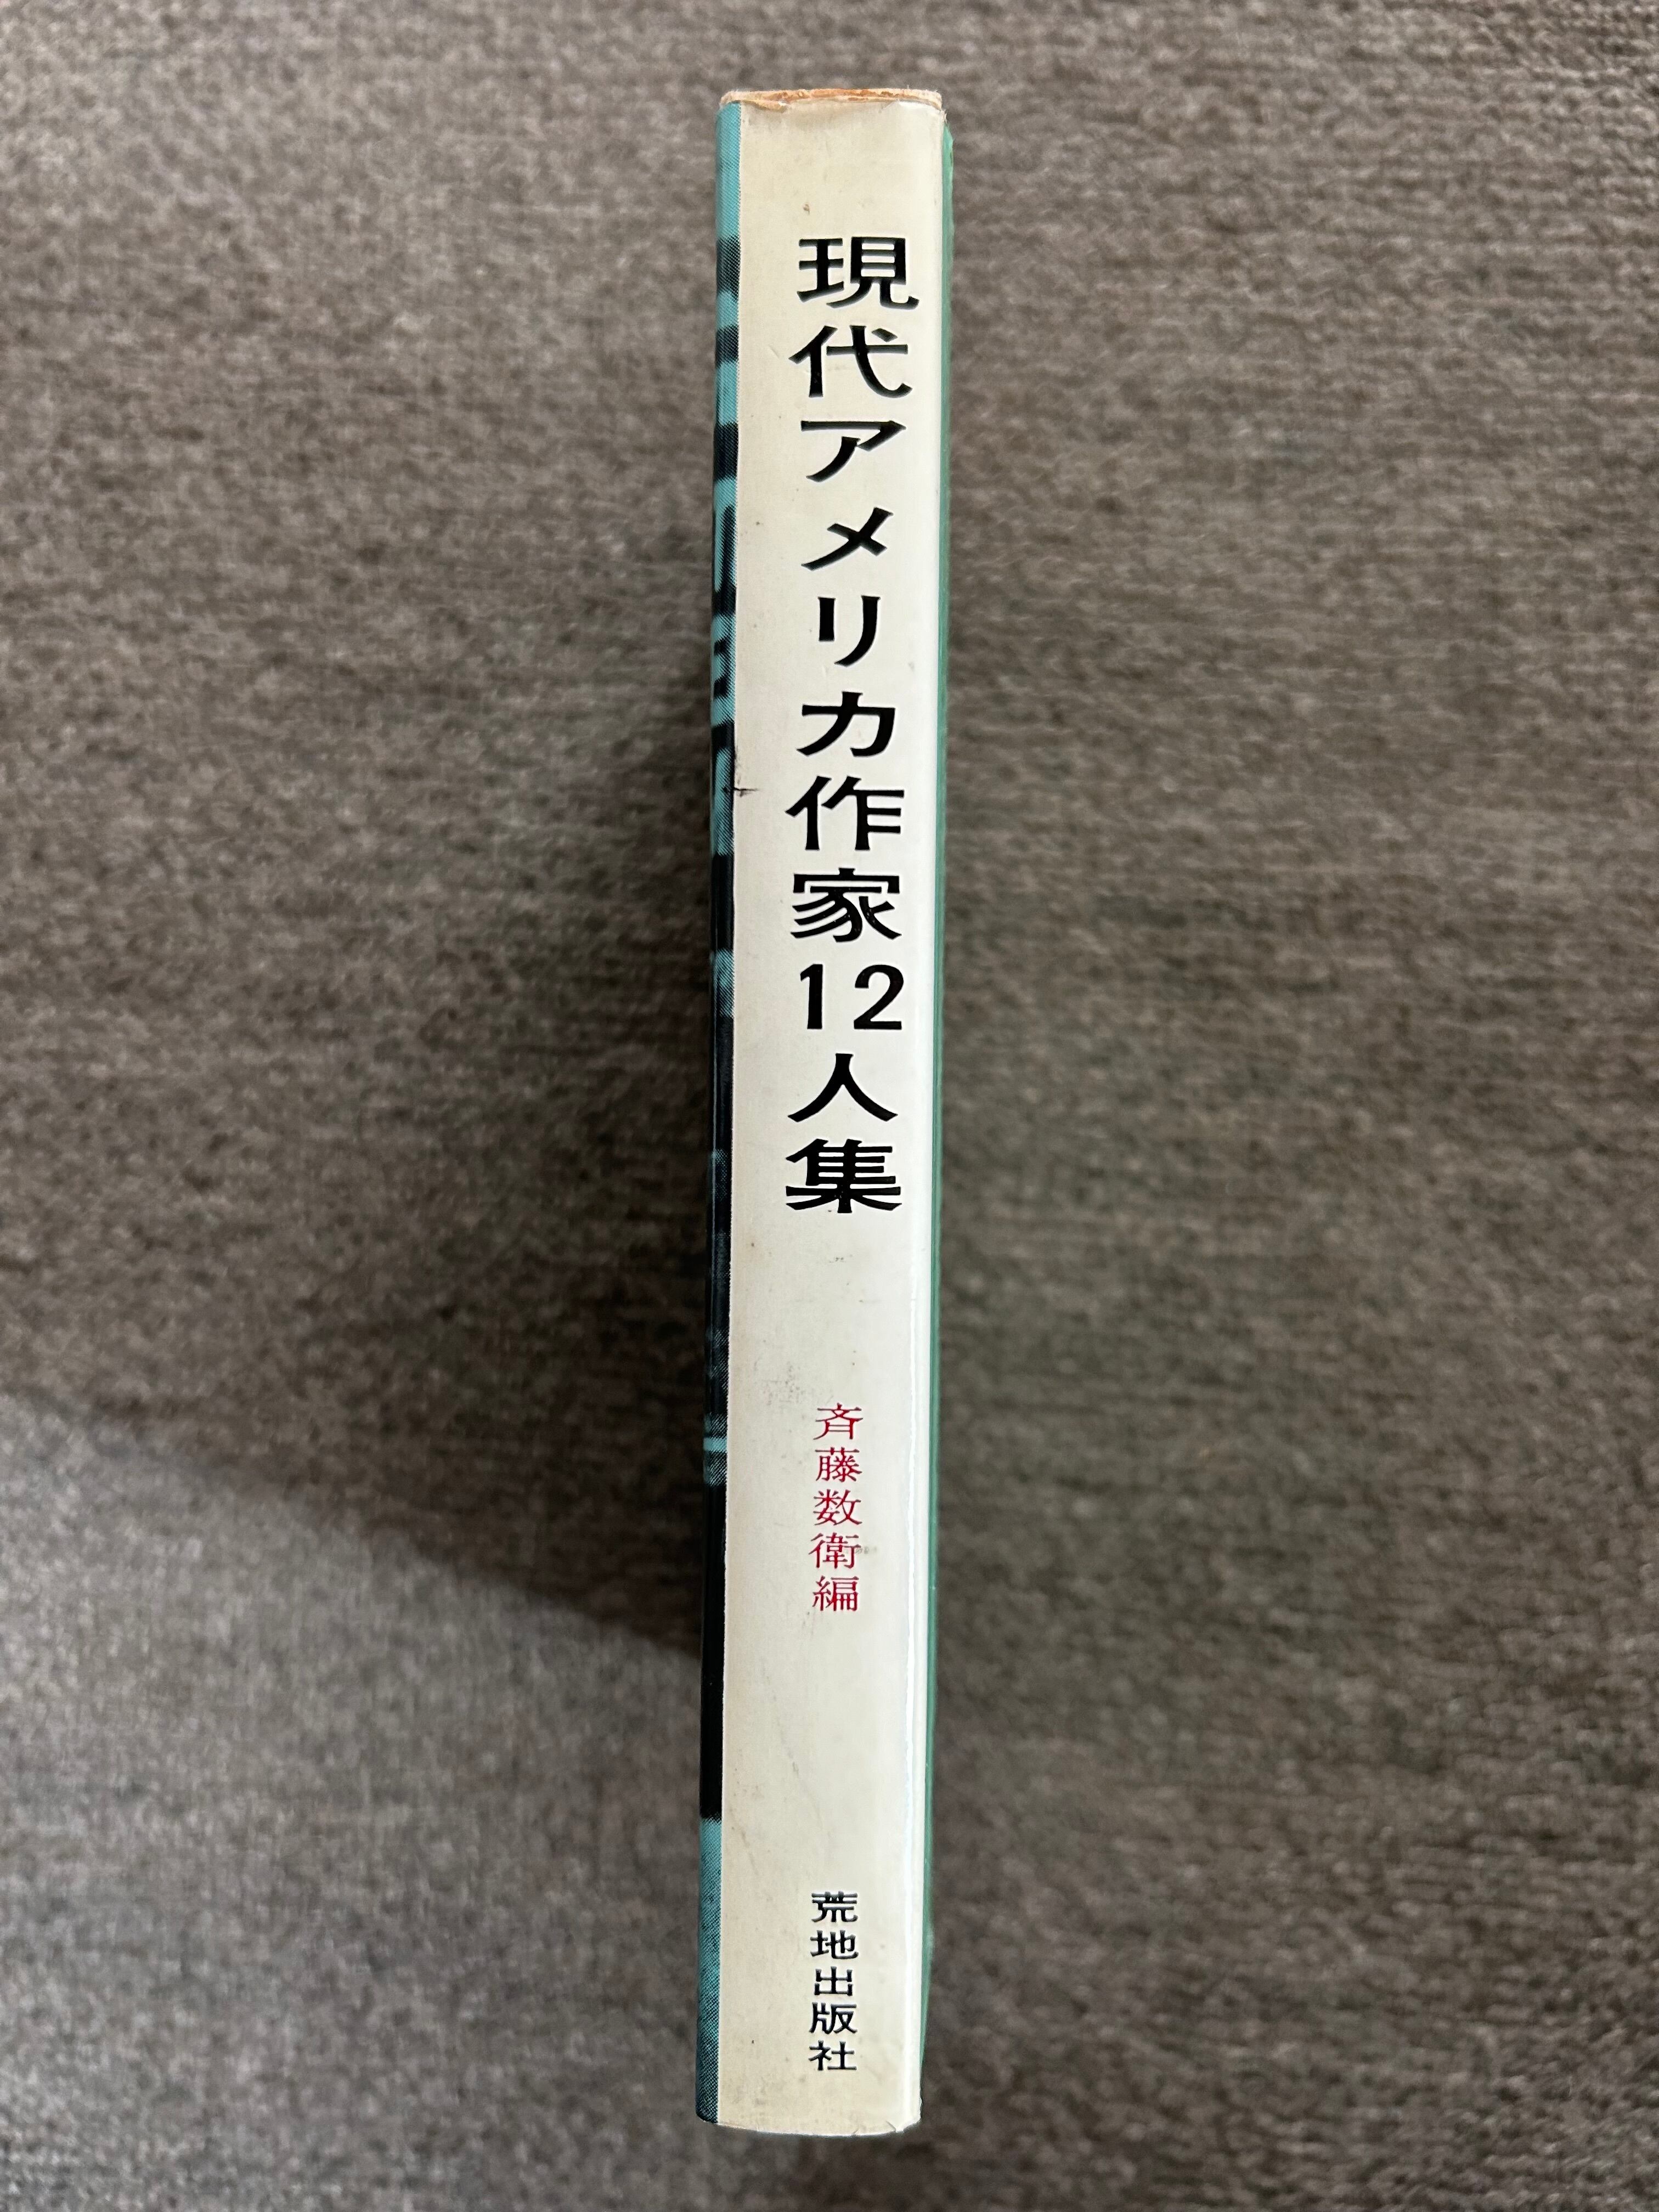 現代アメリカ作家12人集
斉藤数衛編
荒地出版社